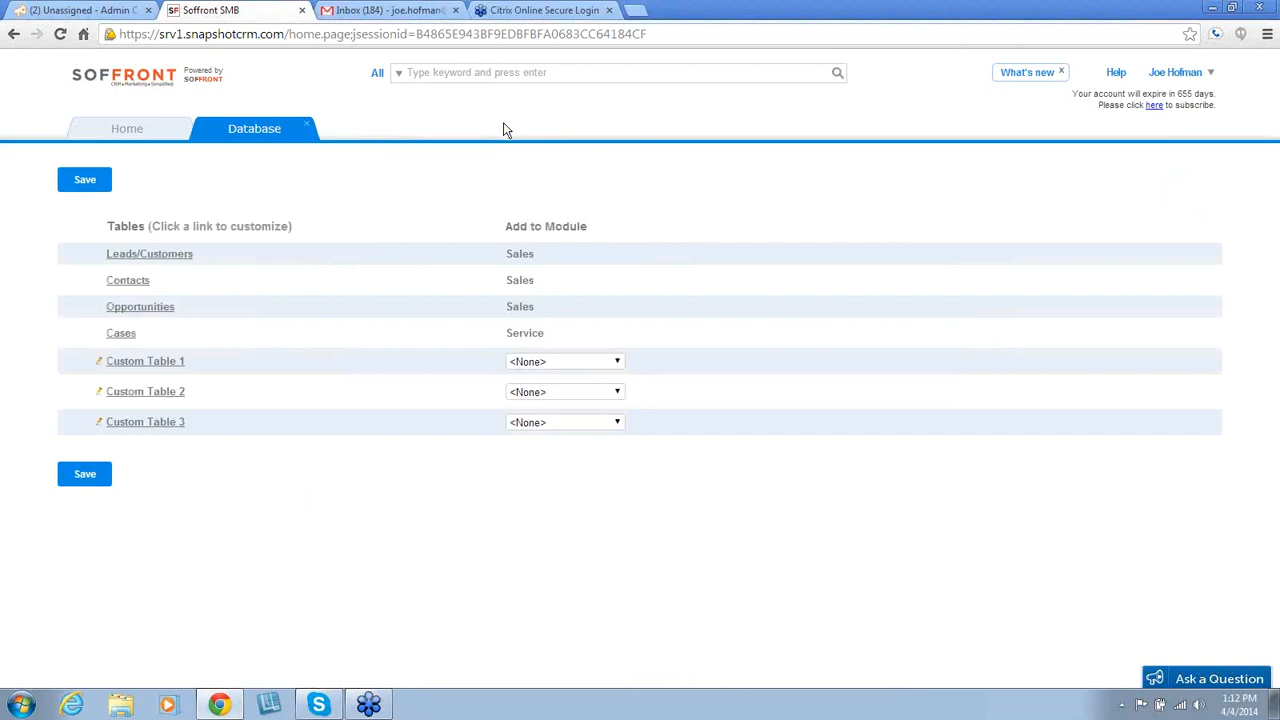 (2) Unassigned - Admin C
Soffront SMB
Inbox (184) - joe.hofman@
Citrix Online Secure Login
https://srv1.snapshotcrm.com/home.page;jsessionid=B4865E943BF9EDBFBFA0683CC64184CF
SOFFRONT
CRM • Marketing • Simplified
Powered by
SOFFRONT
All
Type keyword and press enter
What's new x
Help
Joe Hofman
Your account will expire in 655 days.
Please click here to subscribe.
Home
Database
Save
Tables (Click a link to customize)
Add to Module
Leads/Customers
Sales
Contacts
Sales
Opportunities
Sales
Cases
Service
Custom Table 1
<None>
Custom Table 2
<None>
Custom Table 3
<None>
Save
Ask a Question
1:12 PM
4/4/2014